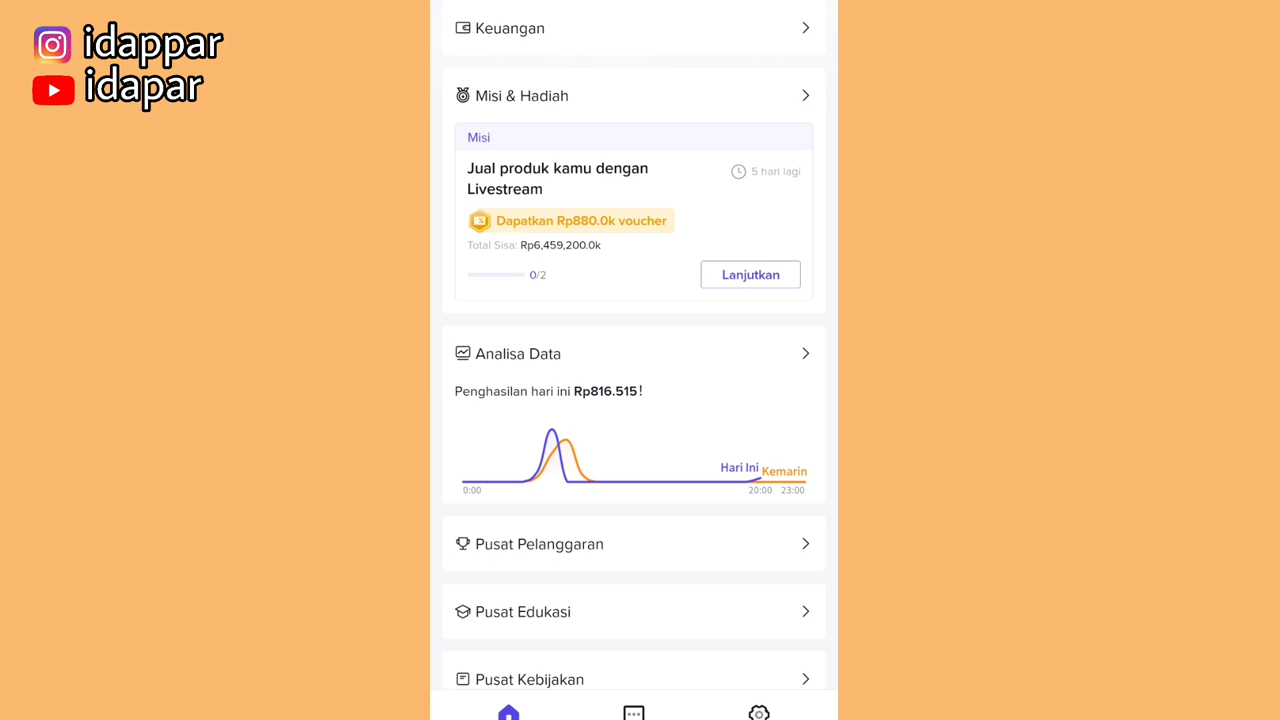 idappar
idapar
Keuangan
Misi & Hadiah
Misi
Jual produk kamu dengan
Livestream
5 hari lagi
Dapatkan Rp880.0k voucher
Total Sisa: Rp6,459,200.0k
0/2
Lanjutkan
Analisa Data
Penghasilan hari ini Rp816.515!
Hari Ini
Kemarin
0:00
20:00
23:00
Pusat Pelanggaran
Pusat Edukasi
Pusat Kebijakan